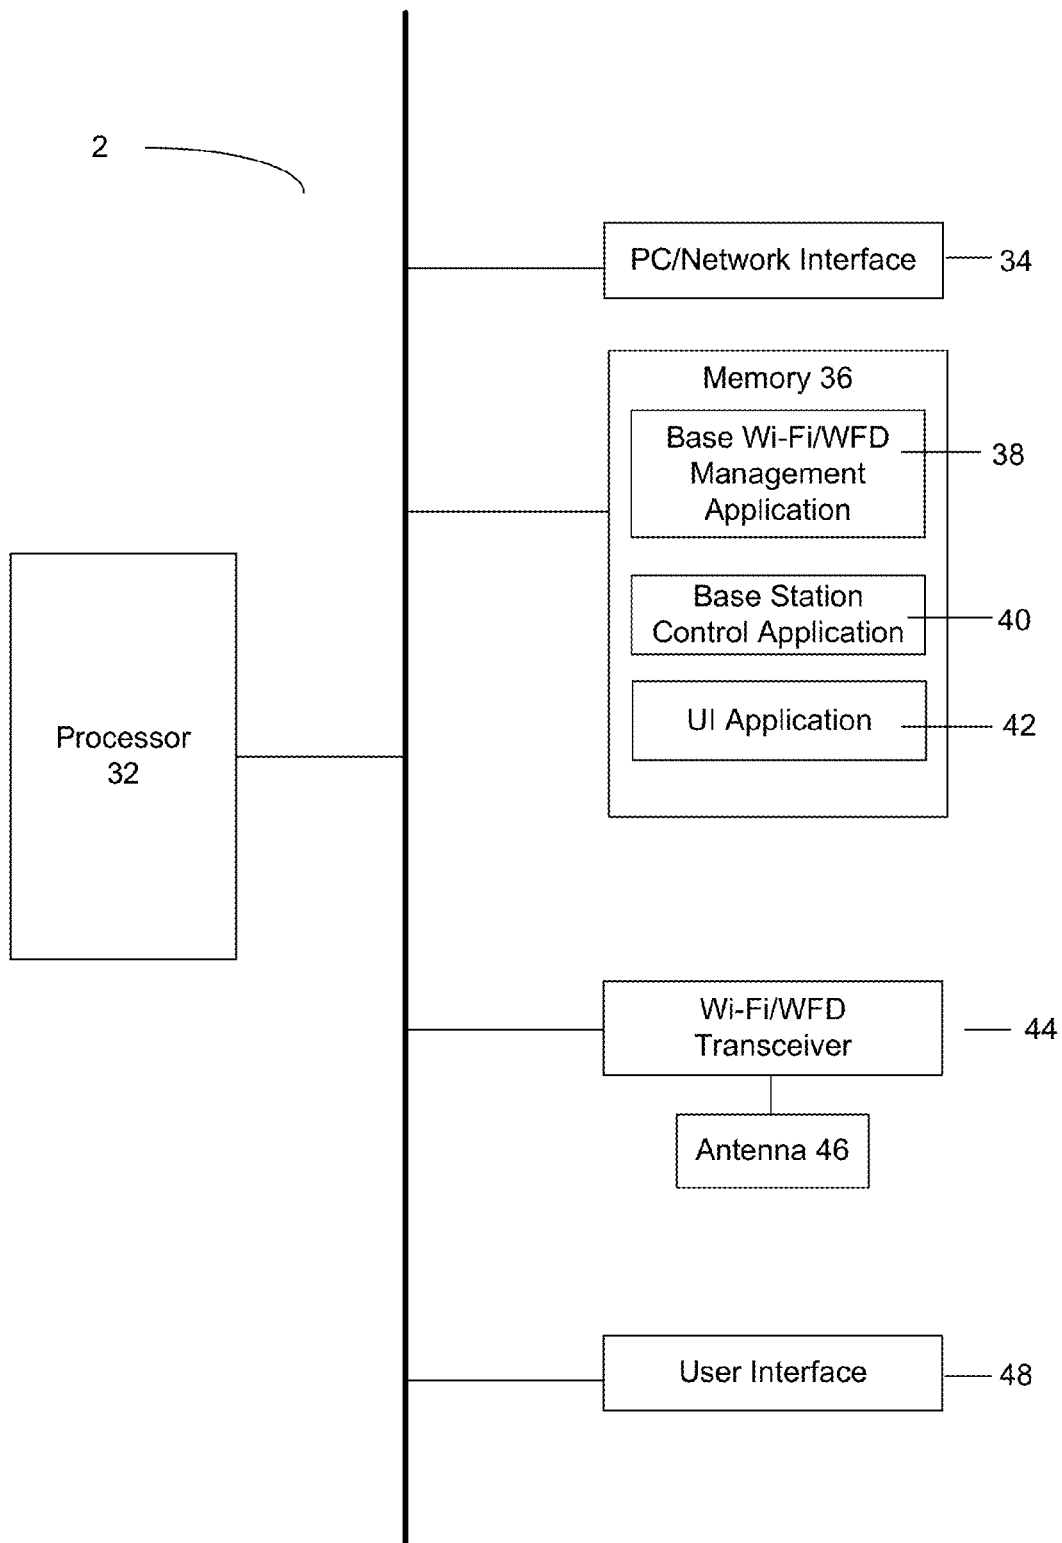 2
PC/Network Interface
34
Memory 36
Base Wi-Fi/WFD
Management
Application
38
Base Station
Control Application
40
UI Application
42
Processor
32
Wi-Fi/WFD
Transceiver
44
Antenna 46
User Interface
48